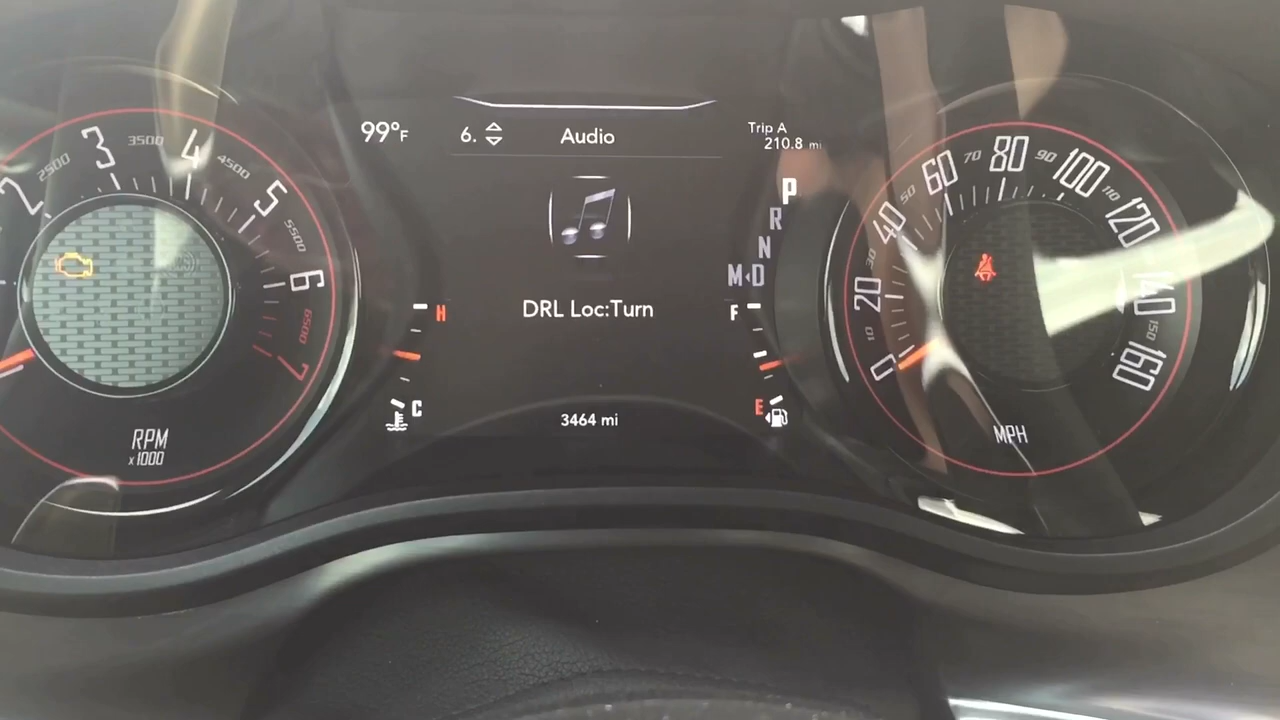 99°F
6. Audio
Trip A
210.8 mi
P
R
N
M D
DRL Loc:Turn
H
C
F
E
3464 mi
2 2500 3 3500 4 4500 5 5500 6 6500 7
RPM
x1000
0 10 20 30 40 50 60 70 80 90 100 110 120 140 150 160
MPH